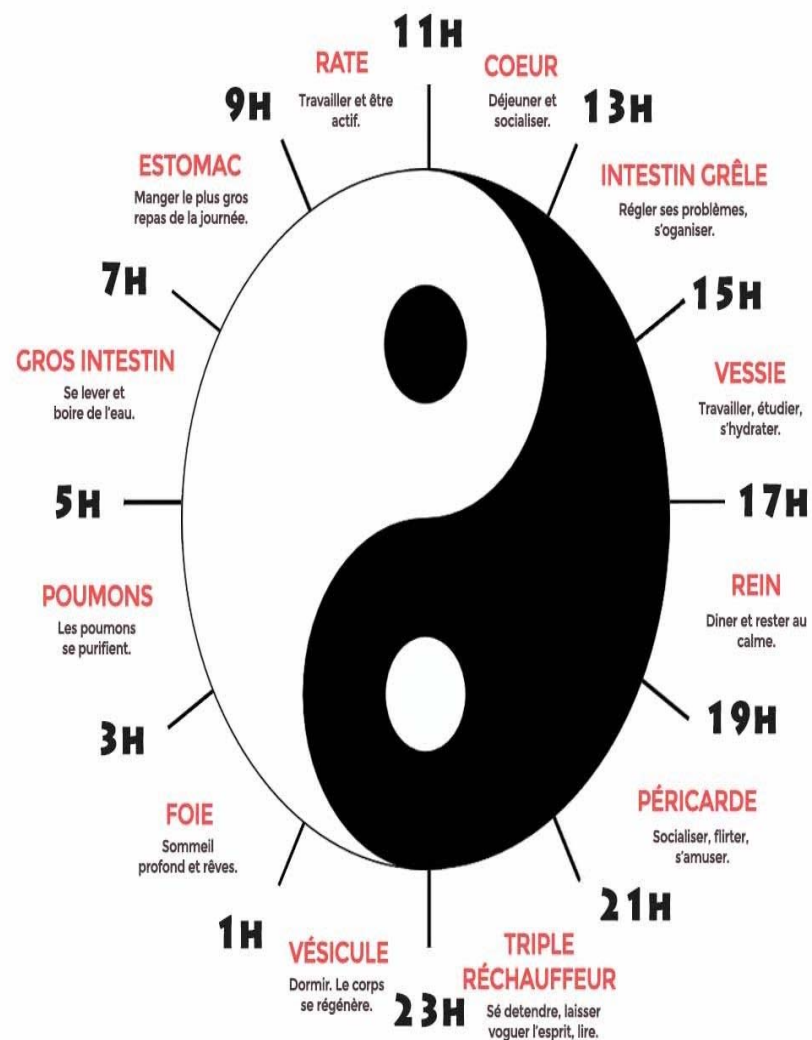 11H
COEUR
Déjeuner et
socialiser.
13H
INTESTIN GRÊLE
Régler ses problèmes,
s'oganiser.
15H
VESSIE
Travailler, étudier,
s'hydrater.
17H
REIN
Diner et rester au
calme.
19H
PÉRICARDE
Socialiser, flirter,
s'amuser.
21H
TRIPLE
RÉCHAUFFEUR
Sé detendre, laisser
voguer l'esprit, lire.
23H
VÉSICULE
Dormir. Le corps
se régénère.
1H
FOIE
Sommeil
profond et rêves.
3H
POUMONS
Les poumons
se purifient.
5H
GROS INTESTIN
Se lever et
boire de l'eau.
7H
ESTOMAC
Manger le plus gros
repas de la journée.
9H
RATE
Travailler et être
actif.